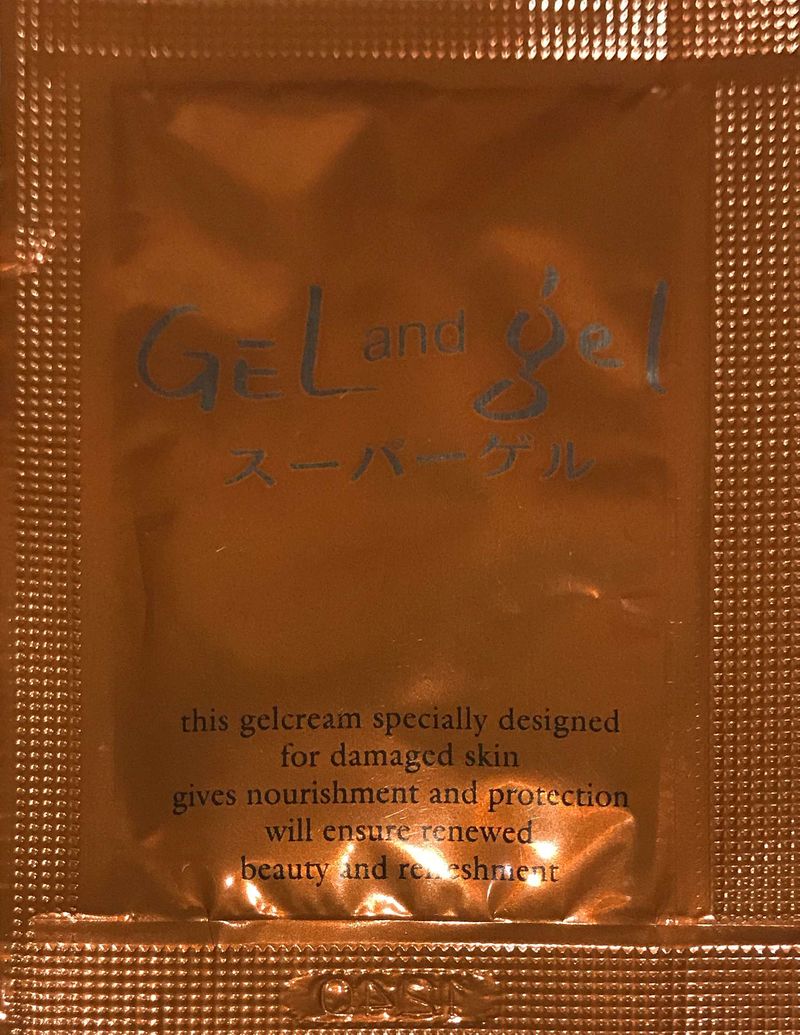 GEL and gel
スーパーゲル
this gelcream specially designed
for damaged skin
gives nourishment and protection
will ensure renewed
beauty and refreshment